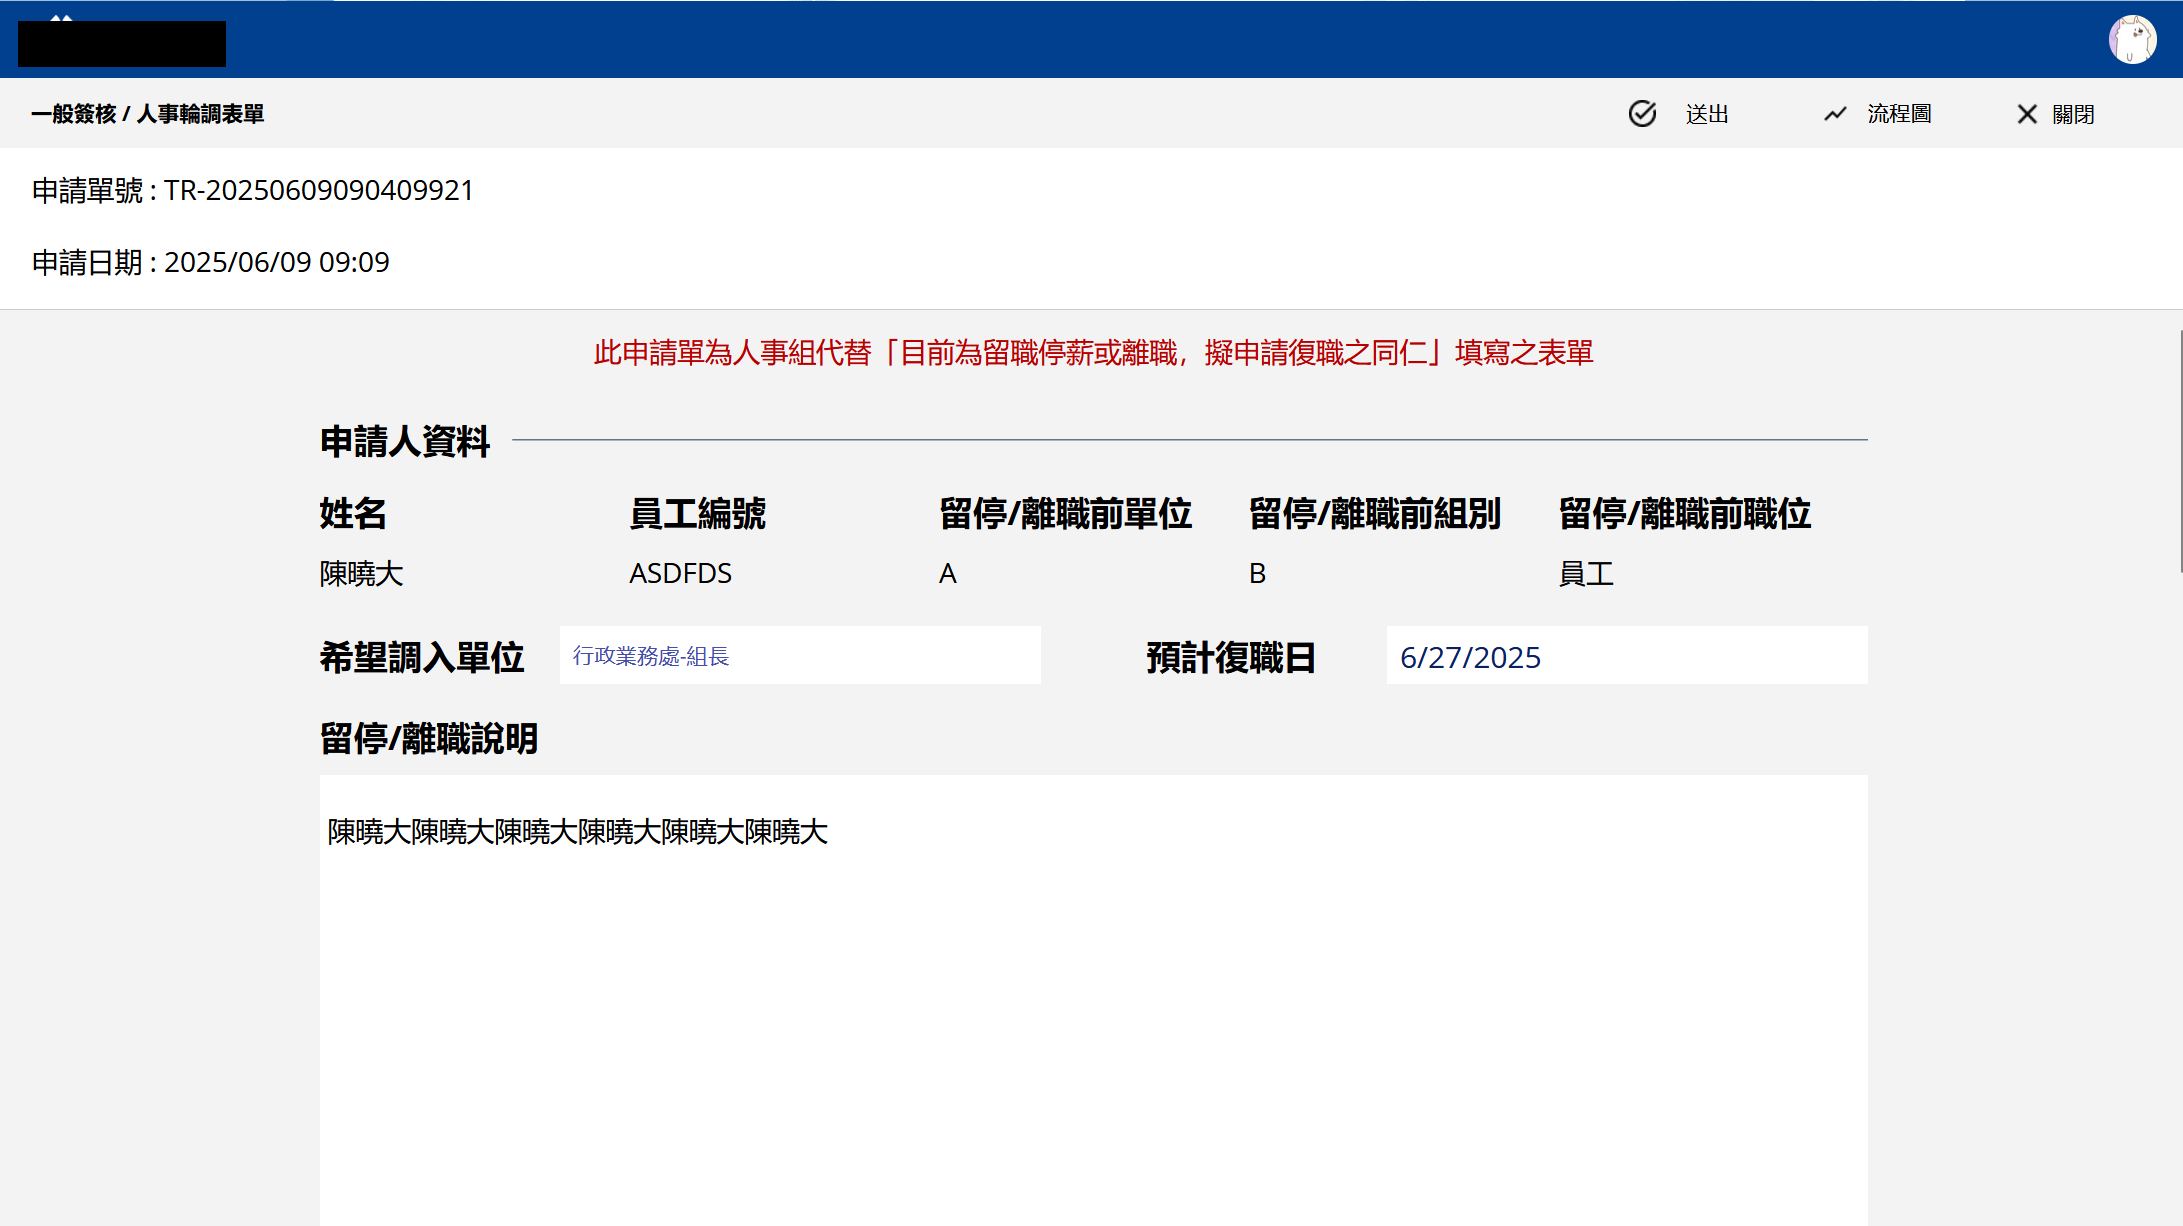 一般簽核 / 人事輪調表單
送出
流程圖
關閉
申請單號 : TR-20250609090409921
申請日期 : 2025/06/09 09:09
此申請單為人事組代替「目前為留職停薪或離職，擬申請復職之同仁」填寫之表單
申請人資料
姓名 員工編號 留停/離職前單位 留停/離職前組別 留停/離職前職位
陳曉大 ASDFDS A B 員工
希望調入單位 行政業務處-組長 預計復職日 6/27/2025
留停/離職說明
陳曉大陳曉大陳曉大陳曉大陳曉大陳曉大